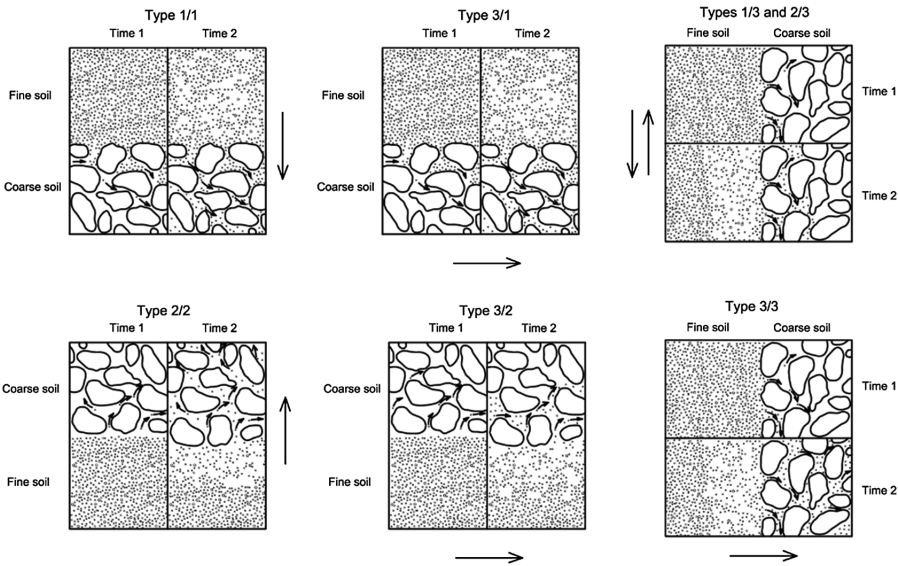 Type 1/1
Time 1 Time 2
Fine soil
Coarse soil
Type 3/1
Time 1 Time 2
Fine soil
Coarse soil
Types 1/3 and 2/3
Fine soil Coarse soil
Time 1
Time 2
Type 2/2
Time 1 Time 2
Coarse soil
Fine soil
Type 3/2
Time 1 Time 2
Coarse soil
Fine soil
Type 3/3
Fine soil Coarse soil
Time 1
Time 2